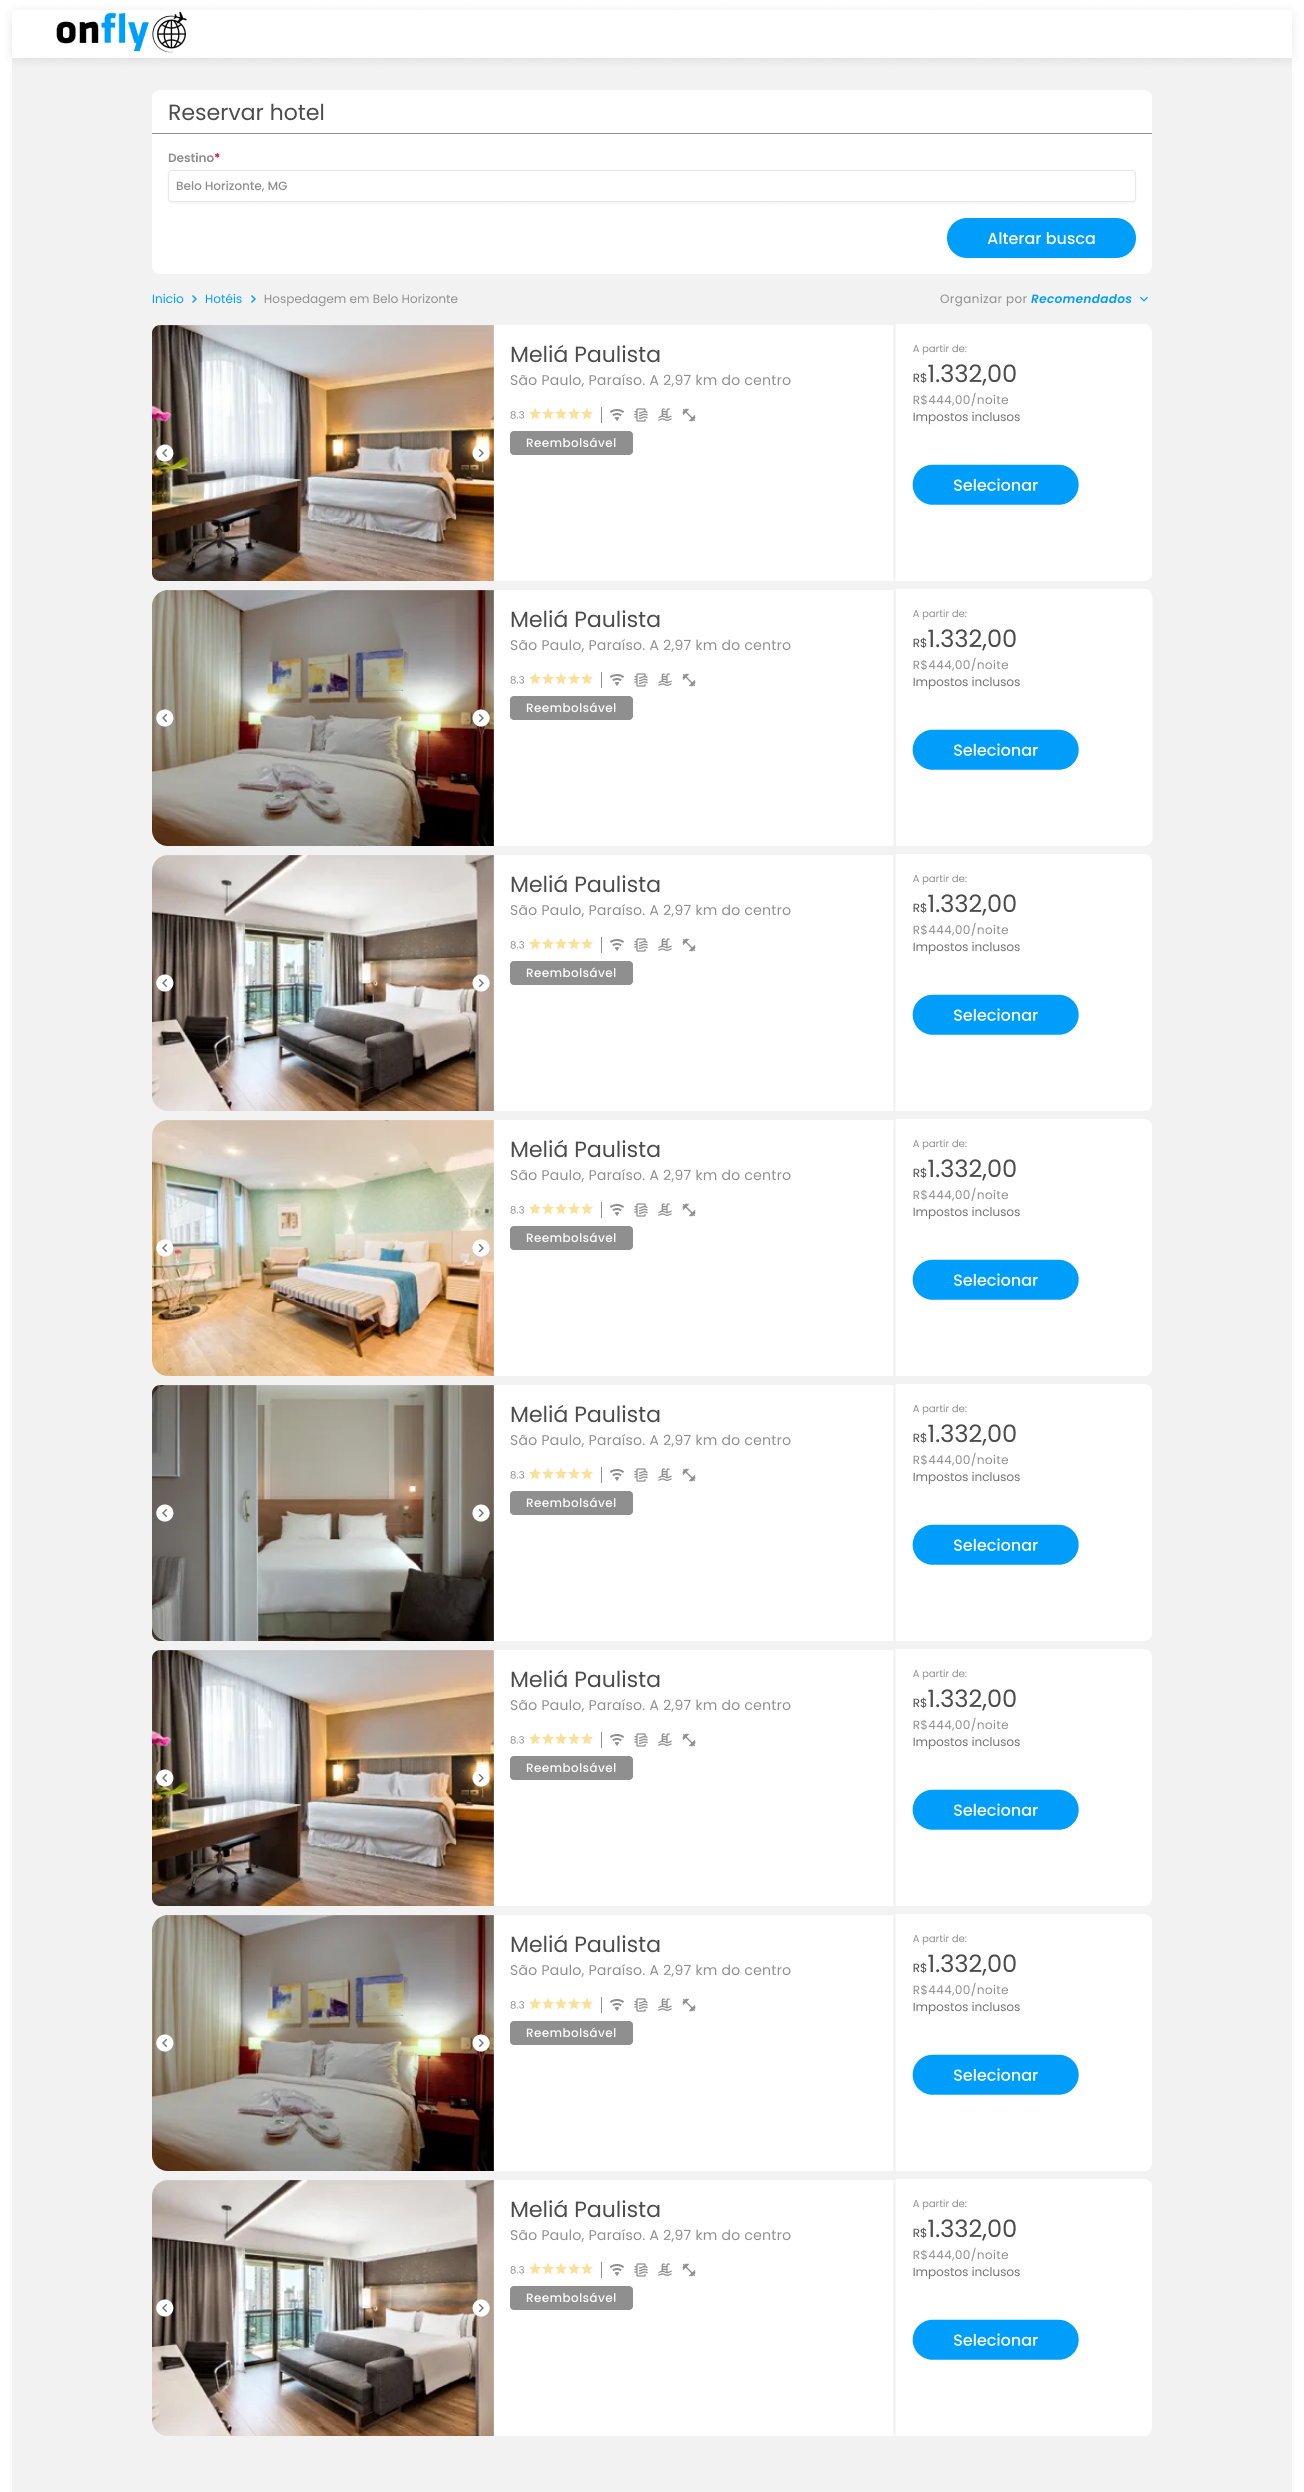 onfly
Reservar hotel
Destino*
Belo Horizonte, MG
Alterar busca
Inicio > Hotéis > Hospedagem em Belo Horizonte
Organizar por Recomendados
Meliá Paulista
São Paulo, Paraíso. A 2,97 km do centro
8.3
Reembolsável
A partir de:
R$1.332,00
R$444,00/noite
Impostos inclusos
Selecionar
Meliá Paulista
São Paulo, Paraíso. A 2,97 km do centro
8.3
Reembolsável
A partir de:
R$1.332,00
R$444,00/noite
Impostos inclusos
Selecionar
Meliá Paulista
São Paulo, Paraíso. A 2,97 km do centro
8.3
Reembolsável
A partir de:
R$1.332,00
R$444,00/noite
Impostos inclusos
Selecionar
Meliá Paulista
São Paulo, Paraíso. A 2,97 km do centro
8.3
Reembolsável
A partir de:
R$1.332,00
R$444,00/noite
Impostos inclusos
Selecionar
Meliá Paulista
São Paulo, Paraíso. A 2,97 km do centro
8.3
Reembolsável
A partir de:
R$1.332,00
R$444,00/noite
Impostos inclusos
Selecionar
Meliá Paulista
São Paulo, Paraíso. A 2,97 km do centro
8.3
Reembolsável
A partir de:
R$1.332,00
R$444,00/noite
Impostos inclusos
Selecionar
Meliá Paulista
São Paulo, Paraíso. A 2,97 km do centro
8.3
Reembolsável
A partir de:
R$1.332,00
R$444,00/noite
Impostos inclusos
Selecionar
Meliá Paulista
São Paulo, Paraíso. A 2,97 km do centro
8.3
Reembolsável
A partir de:
R$1.332,00
R$444,00/noite
Impostos inclusos
Selecionar